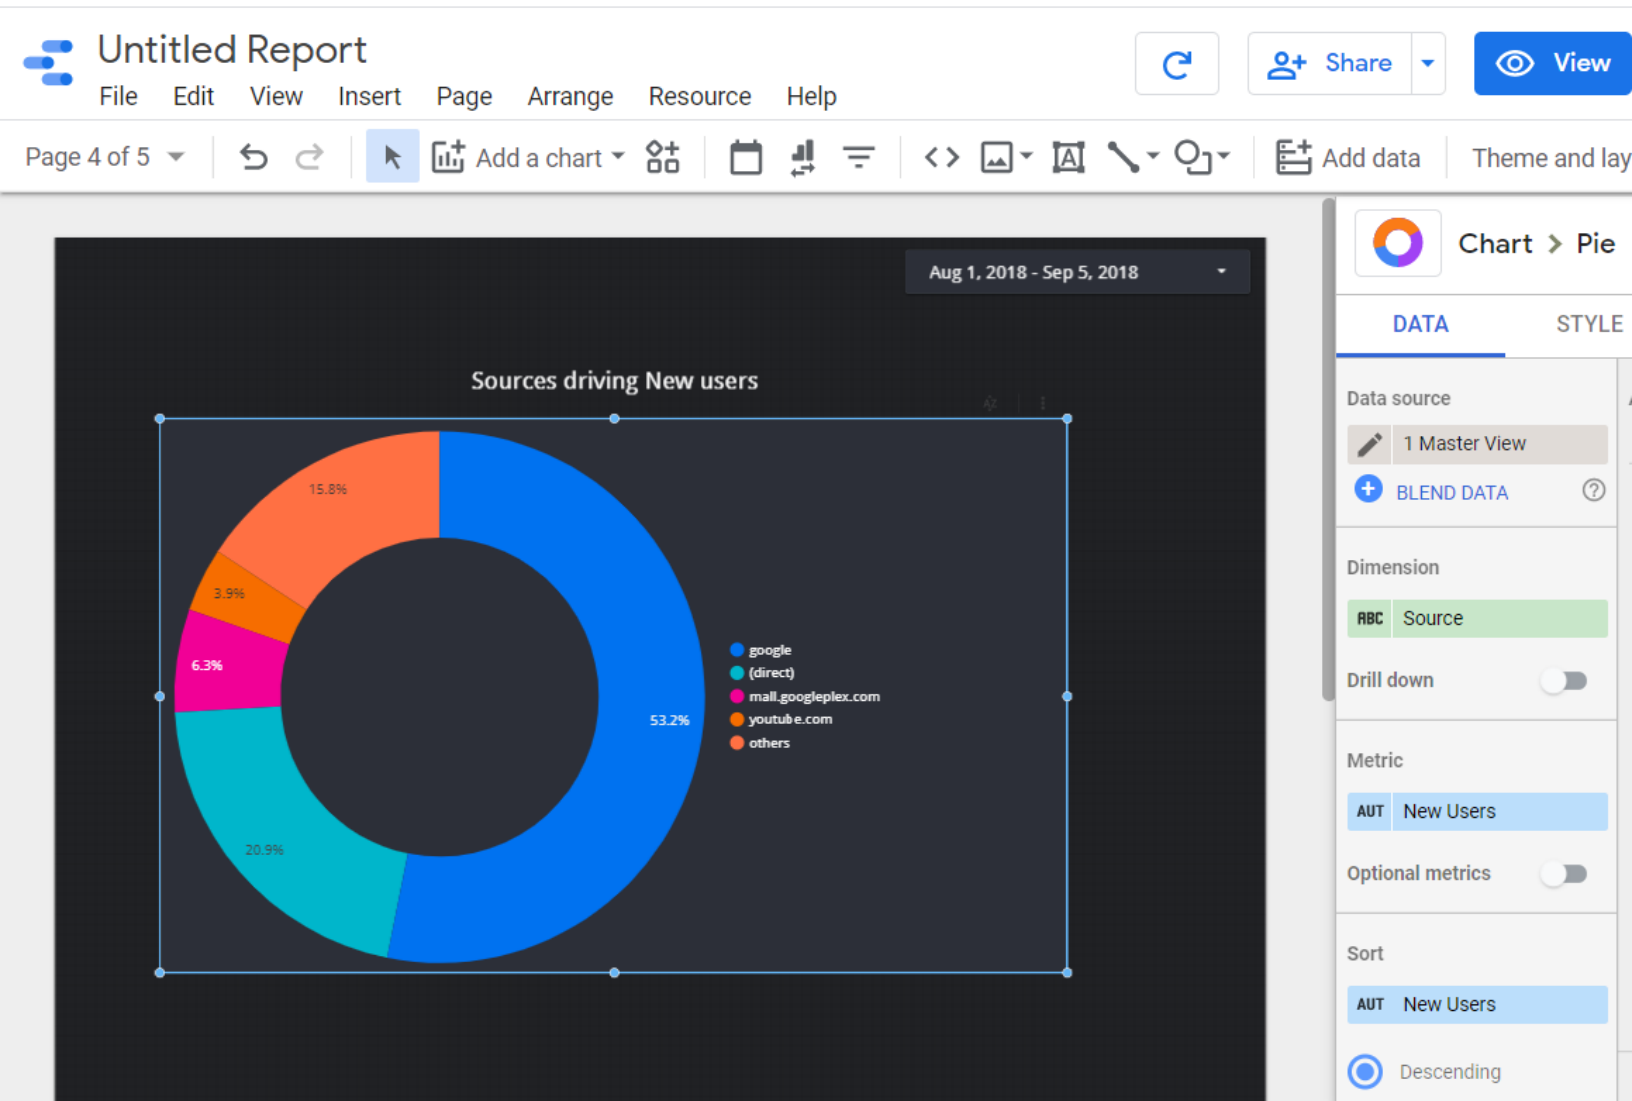 Untitled Report
File Edit View Insert Page Arrange Resource Help
Share
View
Page 4 of 5
Add a chart
Add data
Theme and lay
Aug 1, 2018 - Sep 5, 2018
Sources driving New users
15.8%
3.9%
6.3%
20.9%
53.2%
google
(direct)
mall.googleplex.com
youtube.com
others
Chart > Pie
DATA STYLE
Data source
1 Master View
BLEND DATA
Dimension
ABC Source
Drill down
Metric
AUT New Users
Optional metrics
Sort
AUT New Users
Descending